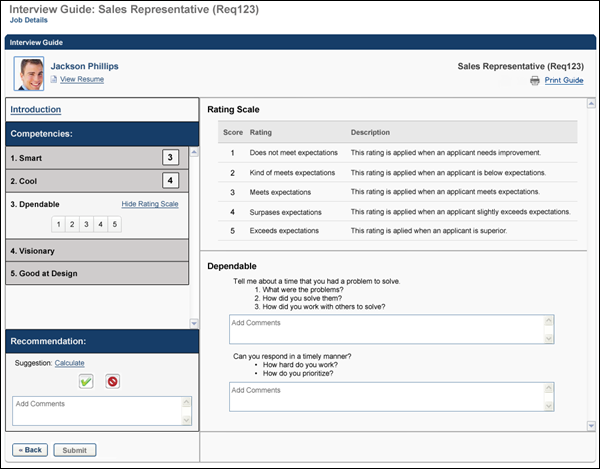 Interview Guide: Sales Representative (Req123)
Job Details
Interview Guide
Jackson Phillips
View Resume
Sales Representative (Req123)
Print Guide
Introduction
Competencies:
1. Smart 3
2. Cool 4
3. Dpendable Hide Rating Scale
1 2 3 4 5
4. Visionary
5. Good at Design
Recommendation:
Suggestion: Calculate
Add Comments
« Back Submit
Rating Scale
Score Rating Description
1 Does not meet expectations This rating is applied when an applicant needs improvement.
2 Kind of meets expectations This rating is applied when an applicant is below expectations.
3 Meets expectations This rating is applied when an applicant meets expectations.
4 Surpases expectations This rating is applied when an applicant slightly exceeds expectations.
5 Exceeds expectations This rating is aplied when an applicant is superior.
Dependable
Tell me about a time that you had a problem to solve.
1. What were the problems?
2. How did you solve them?
3. How did you work with others to solve?
Add Comments
Can you respond in a timely manner?
• How hard do you work?
• How do you prioritize?
Add Comments